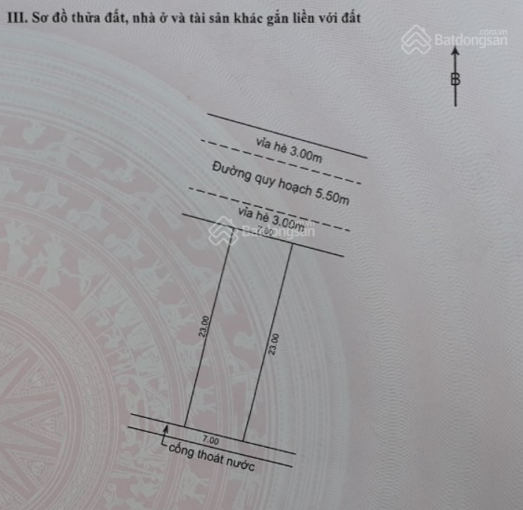 III. Sơ đồ thửa đất, nhà ở và tài sản khác gắn liền với đất
Batdongsan
.com.vn
B
vỉa hè 3.00m
Đường quy hoạch 5.50m
vỉa hè 3.00m
Batdongsan
7.00
23.00
23.00
7.00
cống thoát nước